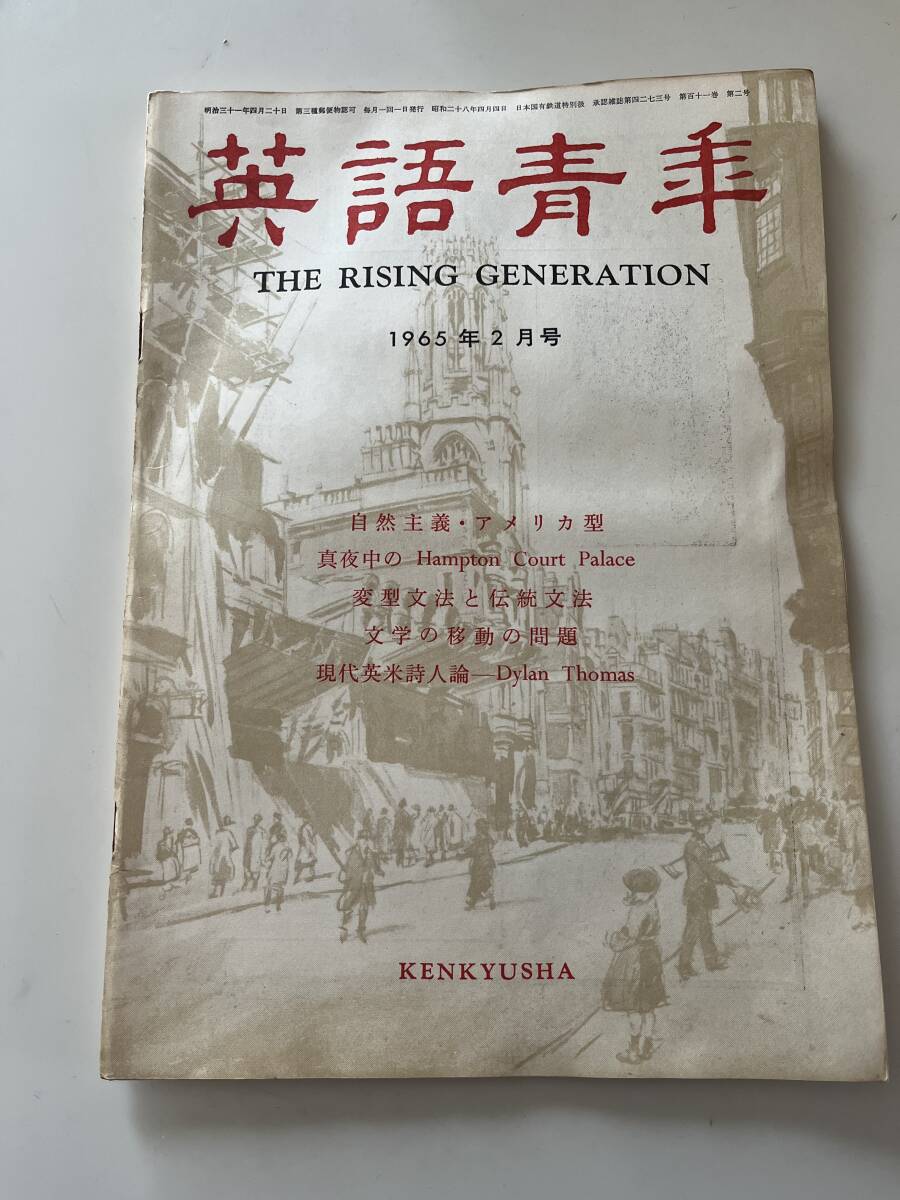 明治三十一年四月二十日 第三種郵便物認可 毎月一回一日発行 昭和二十八年四月四日 日本国有鉄道特別扱 承認雑誌第四二七三号 第百十一巻 第二号
英語青年
THE RISING GENERATION
1965年2月号
自然主義・アメリカ型
真夜中の Hampton Court Palace
変型文法と伝統文法
文学の移動の問題
現代英米詩人論—Dylan Thomas
KENKYUSHA